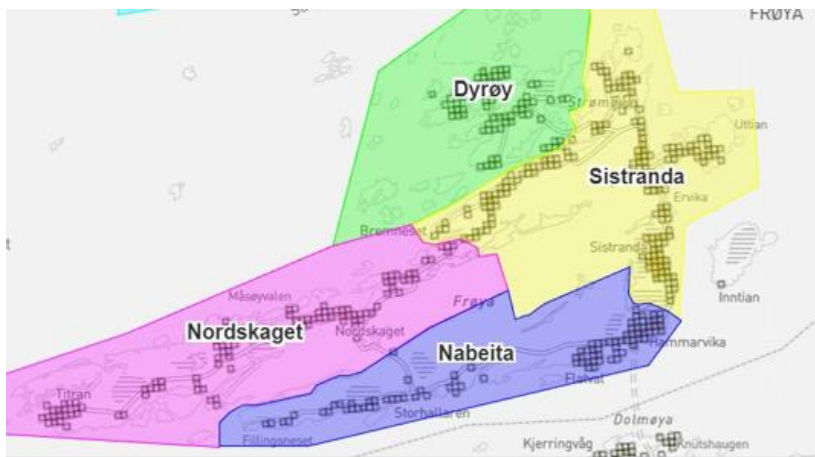 FRØYA
Dyrøy
Uttian
Sistranda
Ervika
Bremneset
Sistranda
Inntian
Måsøyvalen
Frøya
Nordskaget
Nordskaget
Nabeita
Hammarvika
Flatval
Titran
Storhallaren
Fillingsneset
Dolmøya
Kjerringvåg
Knutshaugen